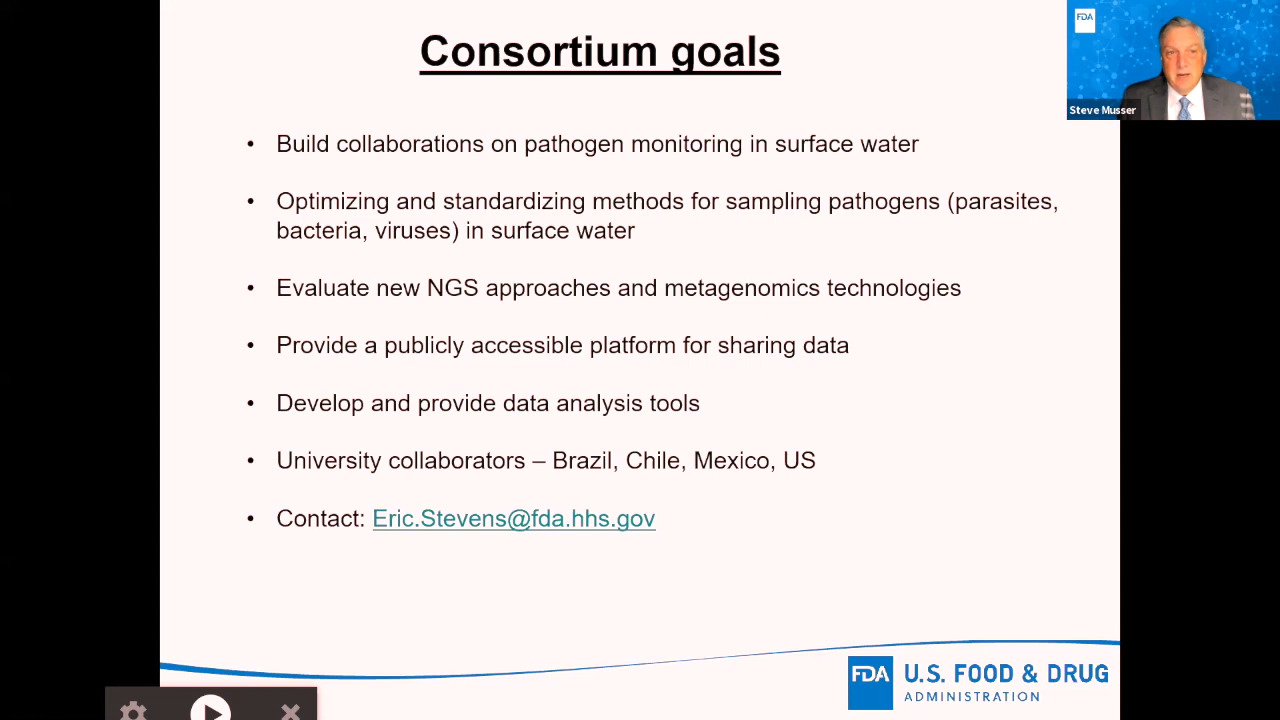 Consortium goals
FDA
Steve Musser
• Build collaborations on pathogen monitoring in surface water
• Optimizing and standardizing methods for sampling pathogens (parasites,
bacteria, viruses) in surface water
• Evaluate new NGS approaches and metagenomics technologies
• Provide a publicly accessible platform for sharing data
• Develop and provide data analysis tools
• University collaborators – Brazil, Chile, Mexico, US
• Contact: Eric.Stevens@fda.hhs.gov
FDA U.S. FOOD & DRUG
ADMINISTRATION